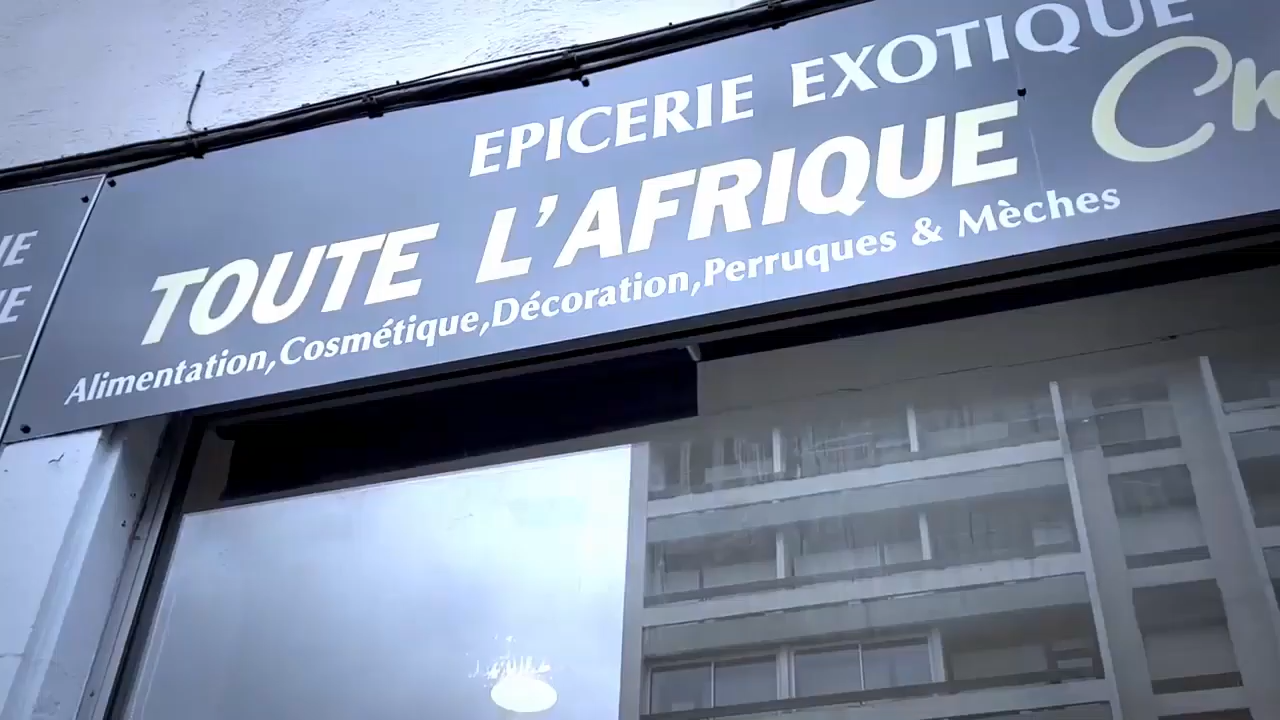 EPICERIE EXOTIQUE
TOUTE L'AFRIQUE
Alimentation,Cosmétique,Décoration,Perruques & Mèches